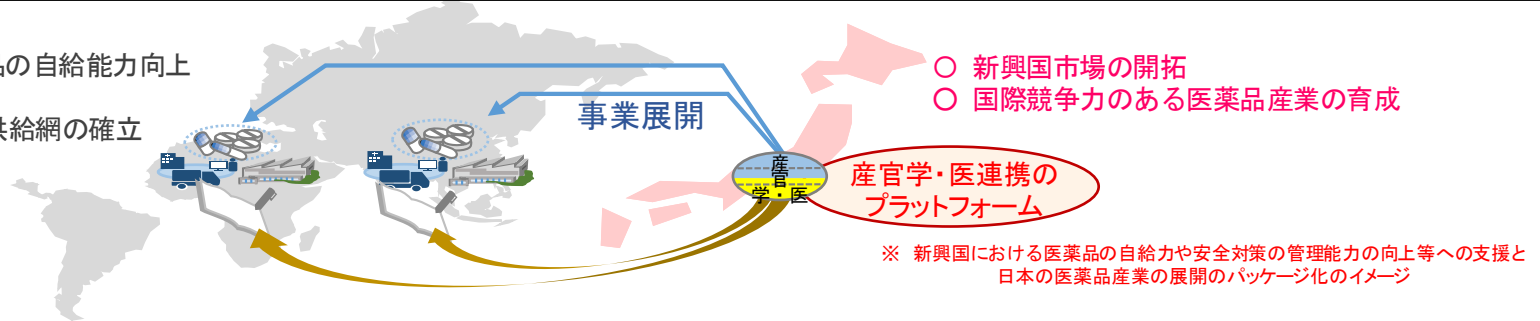 の自給能力向上
給網の確立
事業展開
○ 新興国市場の開拓
○ 国際競争力のある医薬品産業の育成
産
官
学・医
産官学・医連携の
プラットフォーム
※ 新興国における医薬品の自給力や安全対策の管理能力の向上等への支援と
日本の医薬品産業の展開のパッケージ化のイメージ